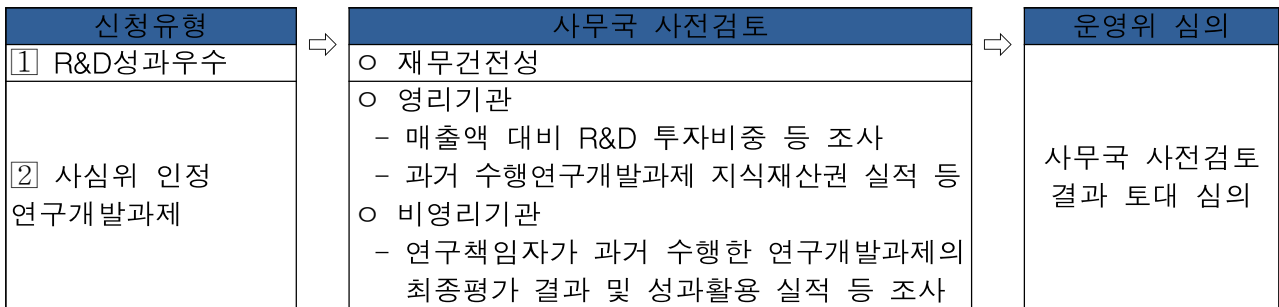 신청유형
⇨
사무국 사전검토
⇨
운영위 심의
1 R&D성과우수
ㅇ 재무건전성
2 사심위 인정
연구개발과제
ㅇ 영리기관
- 매출액 대비 R&D 투자비중 등 조사
- 과거 수행연구개발과제 지식재산권 실적 등
ㅇ 비영리기관
- 연구책임자가 과거 수행한 연구개발과제의
최종평가 결과 및 성과활용 실적 등 조사
사무국 사전검토
결과 토대 심의